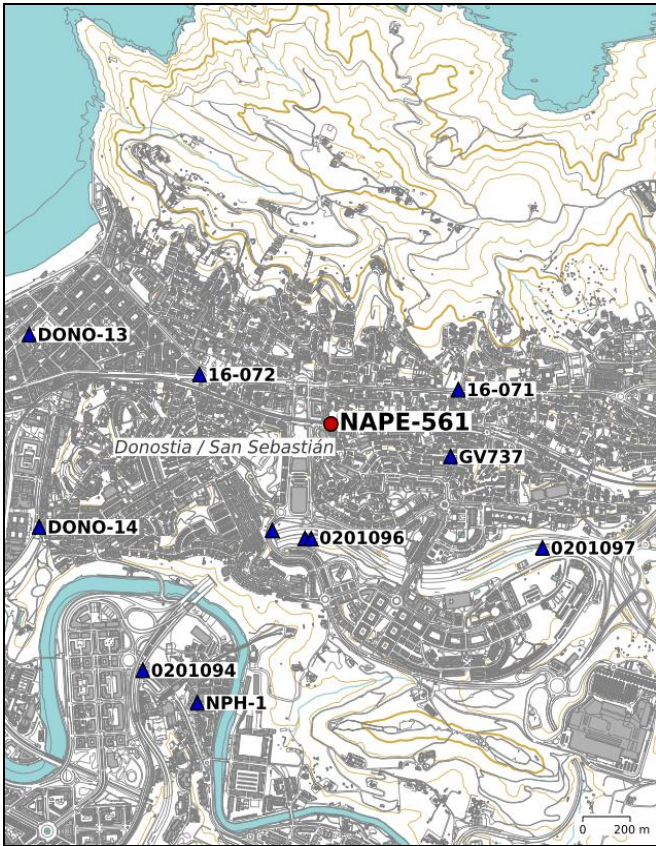 DONO-13
16-072
16-071
NAPE-561
Donostia / San Sebastián
GV737
DONO-14
0201096
0201097
0201094
NPH-1
0 200 m